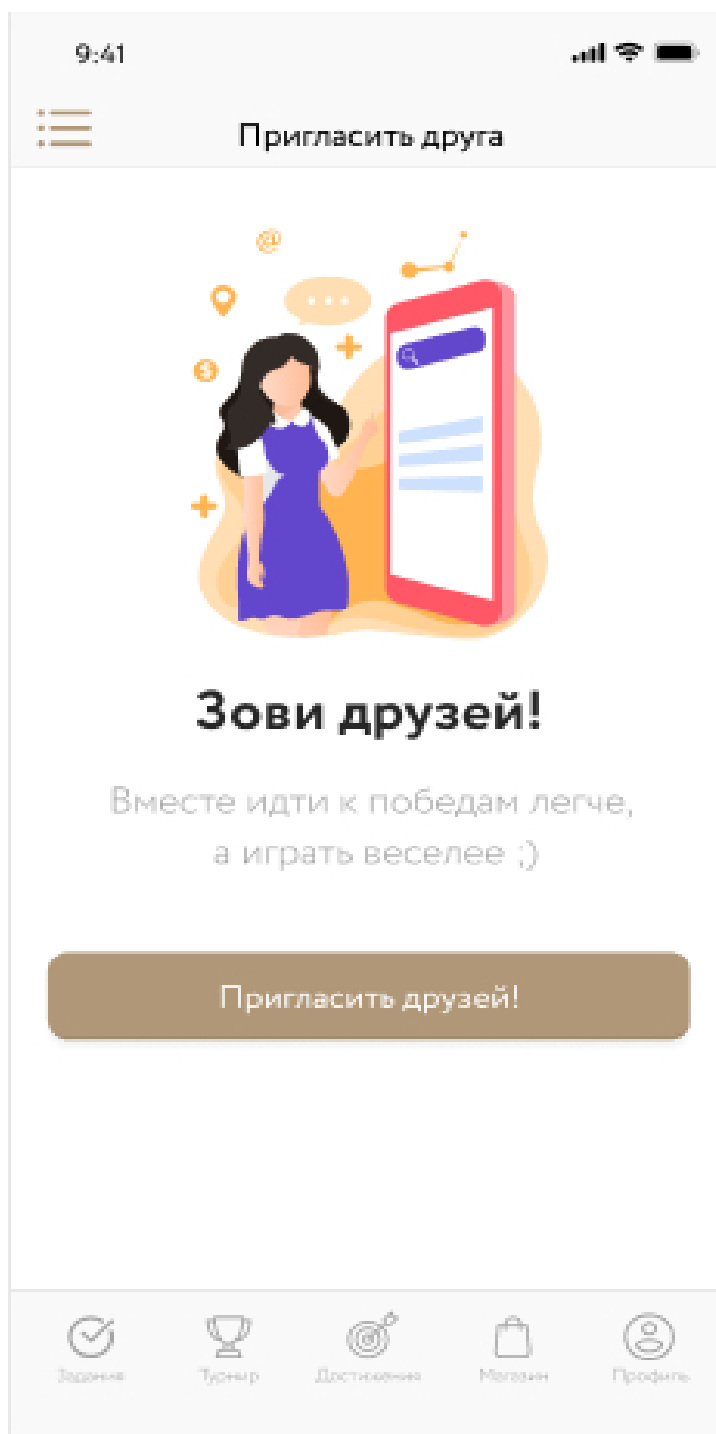 9:41
Пригласить друга
@
$
Зови друзей!
Вместе идти к победам легче,
а играть веселее ;)
Пригласить друзей!
Задания
Турнир
Достижения
Магазин
Профиль